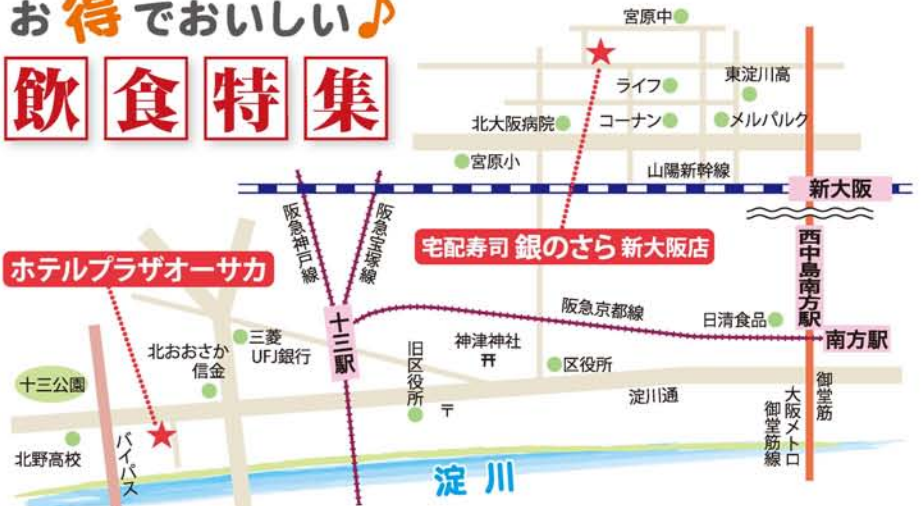 お得でおいしい♪
飲食特集
宮原中
ライフ
東淀川高
北大阪病院
コーナン
メルパルク
宮原小
山陽新幹線
新大阪
阪急神戸線
阪急宝塚線
宅配寿司 銀のさら 新大阪店
ホテルプラザオーサカ
西中島南方駅
阪急京都線
日清食品
南方駅
十三駅
三菱
UFJ銀行
北おおさか
信金
旧区役所
神津神社
区役所
十三公園
〒
淀川通
御堂筋
大阪メトロ
御堂筋線
北野高校
バイパス
淀川